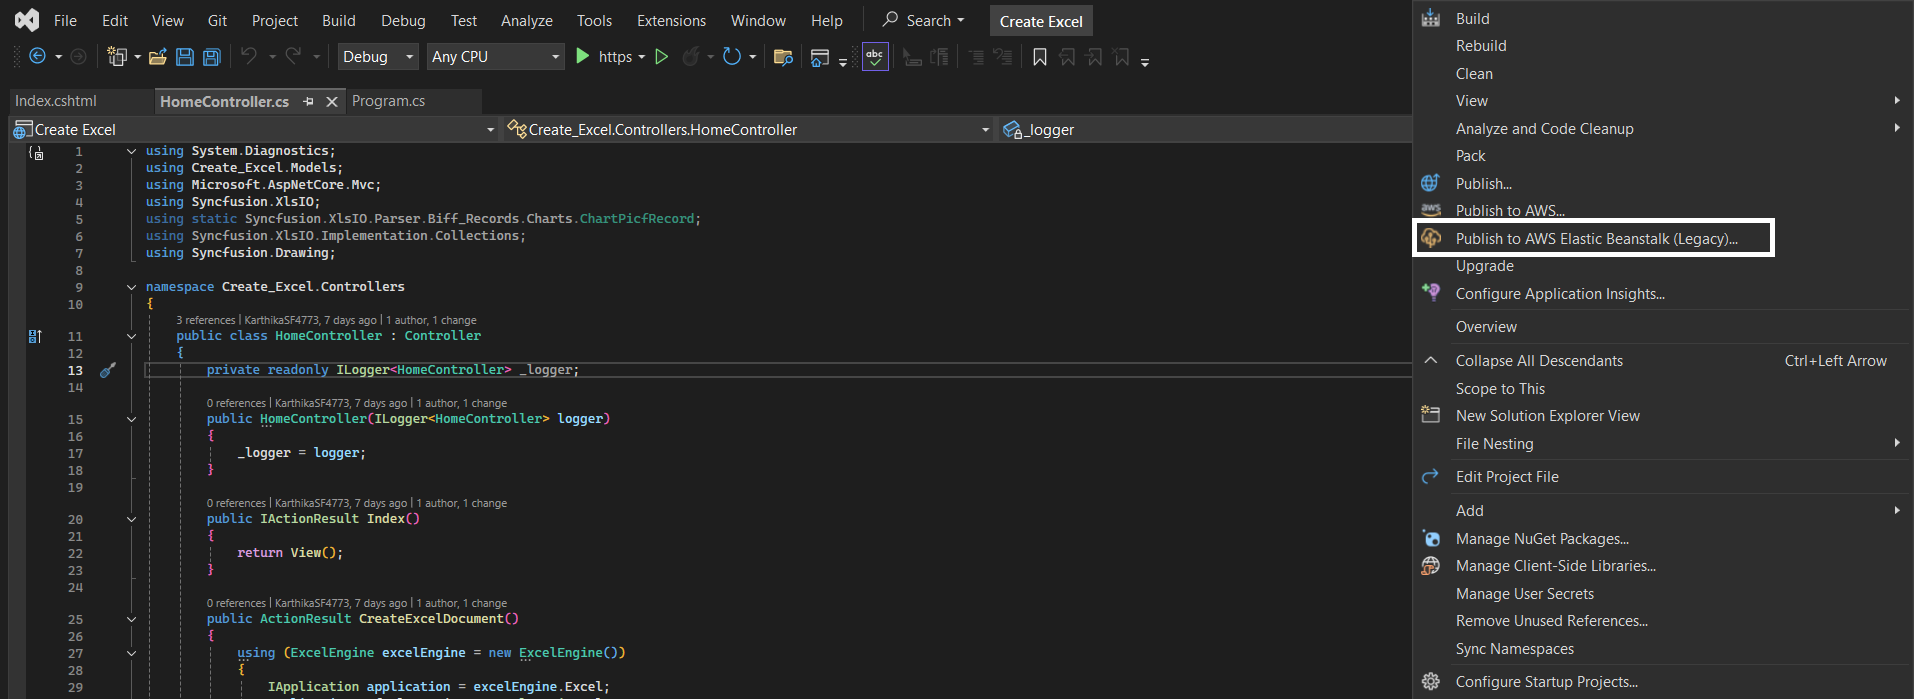 File Edit View Git Project Build Debug Test Analyze Tools Extensions Window Help Search Create Excel
Debug Any CPU https abc
Index.cshtml HomeController.cs Program.cs
Create Excel Create_Excel.Controllers.HomeController _logger
1 using System.Diagnostics;
2 using Create_Excel.Models;
3 using Microsoft.AspNetCore.Mvc;
4 using Syncfusion.XlsIO;
5 using static Syncfusion.XlsIO.Parser.Biff_Records.Charts.ChartPicfRecord;
6 using Syncfusion.XlsIO.Implementation.Collections;
7 using Syncfusion.Drawing;
8
9 namespace Create_Excel.Controllers
10 {
3 references | KarthikaSF4773, 7 days ago | 1 author, 1 change
11 public class HomeController : Controller
12 {
13 private readonly ILogger<HomeController> _logger;
14
0 references | KarthikaSF4773, 7 days ago | 1 author, 1 change
15 public HomeController(ILogger<HomeController> logger)
16 {
17 _logger = logger;
18 }
19
0 references | KarthikaSF4773, 7 days ago | 1 author, 1 change
20 public IActionResult Index()
21 {
22 return View();
23 }
24
0 references | KarthikaSF4773, 7 days ago | 1 author, 1 change
25 public ActionResult CreateExcelDocument()
26 {
27 using (ExcelEngine excelEngine = new ExcelEngine())
28 {
29 IApplication application = excelEngine.Excel;
Build
Rebuild
Clean
View
Analyze and Code Cleanup
Pack
Publish...
aws Publish to AWS...
Publish to AWS Elastic Beanstalk (Legacy)...
Upgrade
Configure Application Insights...
Overview
Collapse All Descendants Ctrl+Left Arrow
Scope to This
New Solution Explorer View
File Nesting
Edit Project File
Add
Manage NuGet Packages...
Manage Client-Side Libraries...
Manage User Secrets
Remove Unused References...
Sync Namespaces
Configure Startup Projects...